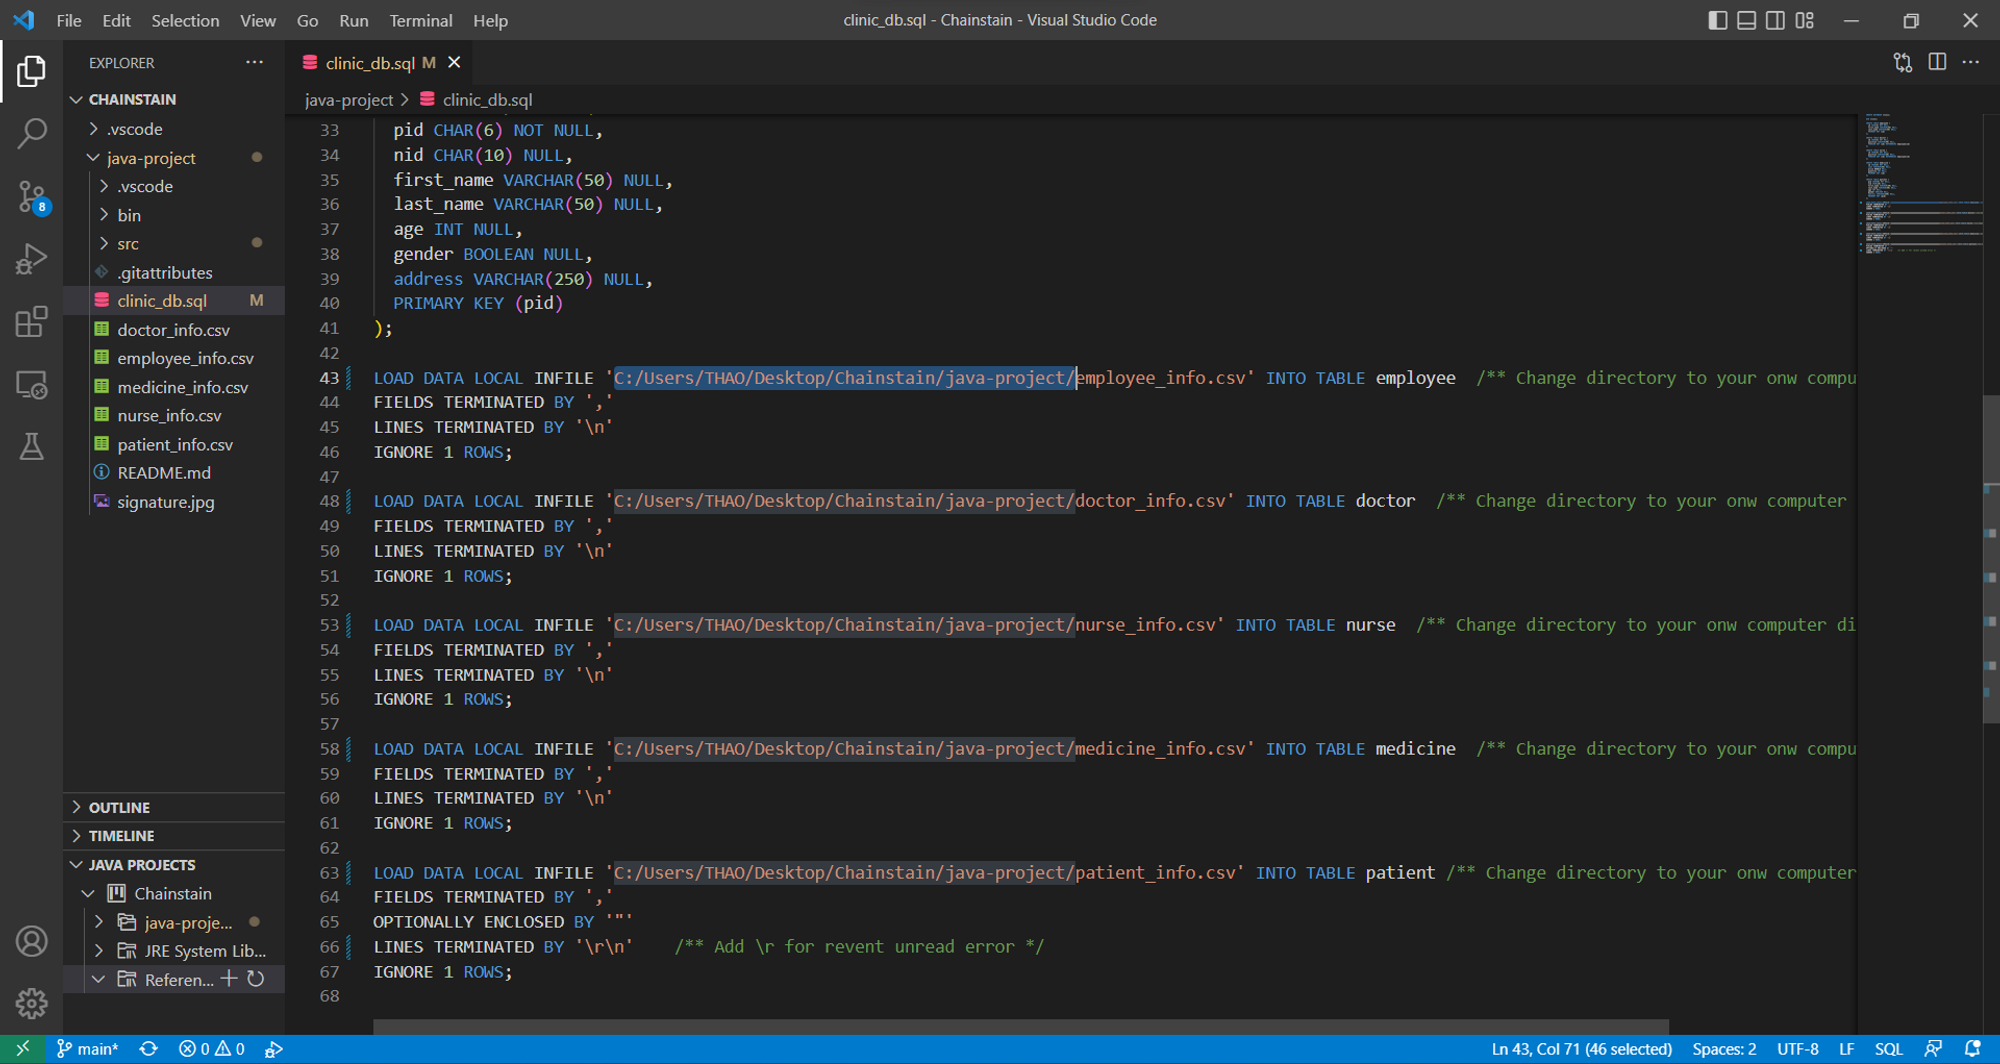 File Edit Selection View Go Run Terminal Help
clinic_db.sql - Chainstain - Visual Studio Code
EXPLORER
CHAINSTAIN
.vscode
java-project
.vscode
bin
src
.gitattributes
clinic_db.sql M
doctor_info.csv
employee_info.csv
medicine_info.csv
nurse_info.csv
patient_info.csv
README.md
signature.jpg
OUTLINE
TIMELINE
JAVA PROJECTS
Chainstain
java-proje...
JRE System Lib...
Referen...
8
clinic_db.sql M
java-project > clinic_db.sql
33 pid CHAR(6) NOT NULL,
34 nid CHAR(10) NULL,
35 first_name VARCHAR(50) NULL,
36 last_name VARCHAR(50) NULL,
37 age INT NULL,
38 gender BOOLEAN NULL,
39 address VARCHAR(250) NULL,
40 PRIMARY KEY (pid)
41 );
42
43 LOAD DATA LOCAL INFILE 'C:/Users/THAO/Desktop/Chainstain/java-project/employee_info.csv' INTO TABLE employee /** Change directory to your onw compu
44 FIELDS TERMINATED BY ','
45 LINES TERMINATED BY '\n'
46 IGNORE 1 ROWS;
47
48 LOAD DATA LOCAL INFILE 'C:/Users/THAO/Desktop/Chainstain/java-project/doctor_info.csv' INTO TABLE doctor /** Change directory to your onw computer
49 FIELDS TERMINATED BY ','
50 LINES TERMINATED BY '\n'
51 IGNORE 1 ROWS;
52
53 LOAD DATA LOCAL INFILE 'C:/Users/THAO/Desktop/Chainstain/java-project/nurse_info.csv' INTO TABLE nurse /** Change directory to your onw computer di
54 FIELDS TERMINATED BY ','
55 LINES TERMINATED BY '\n'
56 IGNORE 1 ROWS;
57
58 LOAD DATA LOCAL INFILE 'C:/Users/THAO/Desktop/Chainstain/java-project/medicine_info.csv' INTO TABLE medicine /** Change directory to your onw compu
59 FIELDS TERMINATED BY ','
60 LINES TERMINATED BY '\n'
61 IGNORE 1 ROWS;
62
63 LOAD DATA LOCAL INFILE 'C:/Users/THAO/Desktop/Chainstain/java-project/patient_info.csv' INTO TABLE patient /** Change directory to your onw computer
64 FIELDS TERMINATED BY ','
65 OPTIONALLY ENCLOSED BY '"'
66 LINES TERMINATED BY '\r\n' /** Add \r for revent unread error */
67 IGNORE 1 ROWS;
68
main* 0 0 Ln 43, Col 71 (46 selected) Spaces: 2 UTF-8 LF SQL